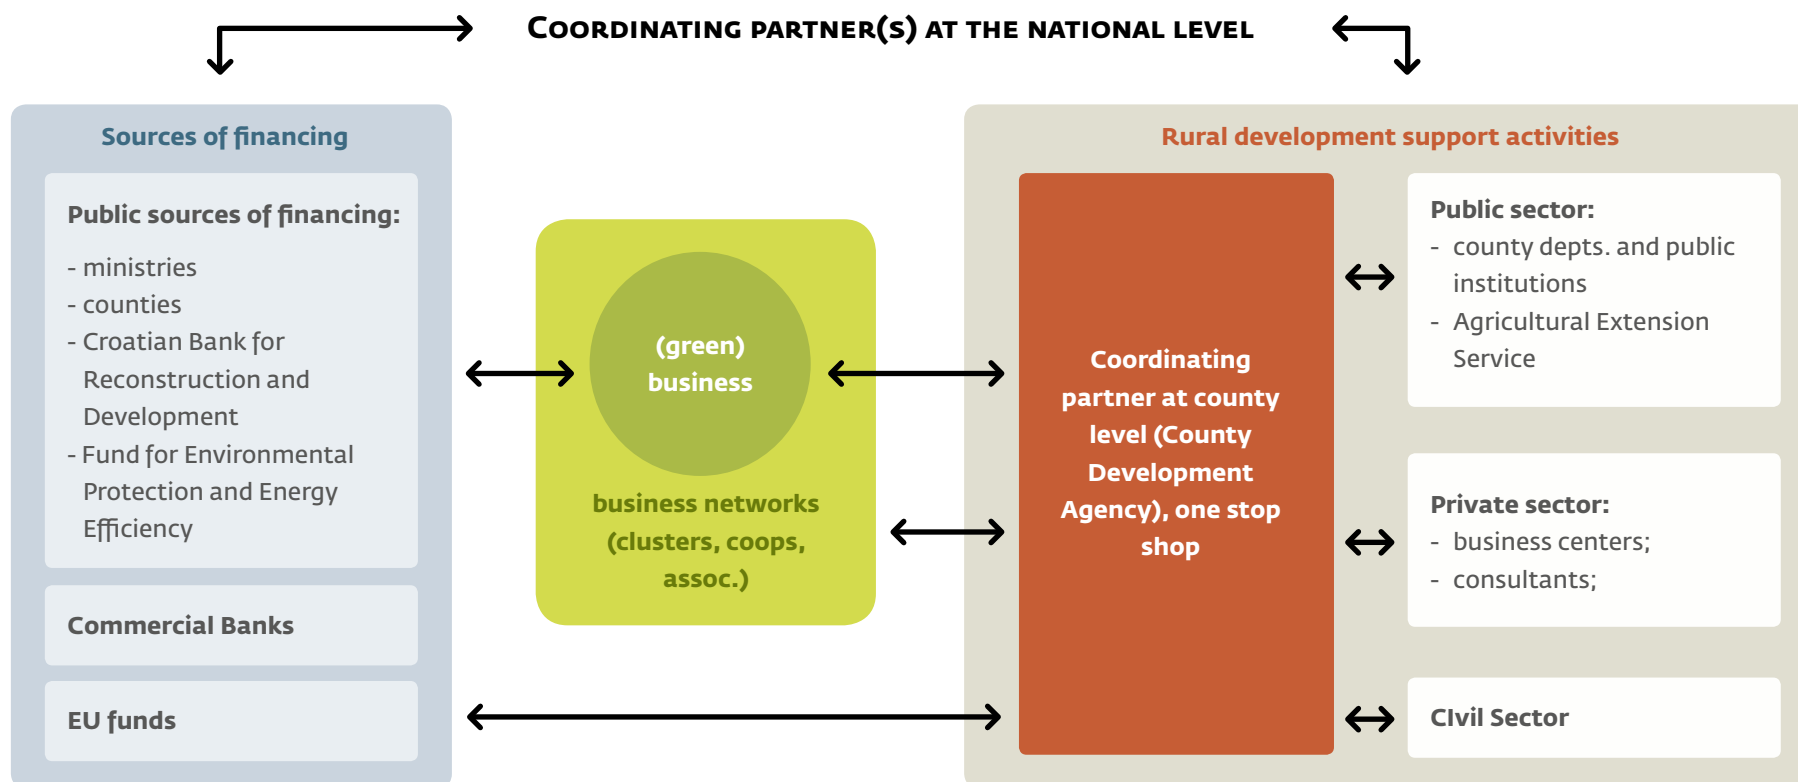 COORDINATING PARTNER(S) AT THE NATIONAL LEVEL
Sources of financing
Public sources of financing:
- ministries
- counties
- Croatian Bank for
Reconstruction and
Development
- Fund for Environmental
Protection and Energy
Efficiency
Commercial Banks
EU funds
(green)
business
business networks
(clusters, coops,
assoc.)
Rural development support activities
Coordinating
partner at county
level (County
Development
Agency), one stop
shop
Public sector:
- county depts. and public
institutions
- Agricultural Extension
Service
Private sector:
- business centers;
- consultants;
CIvil Sector